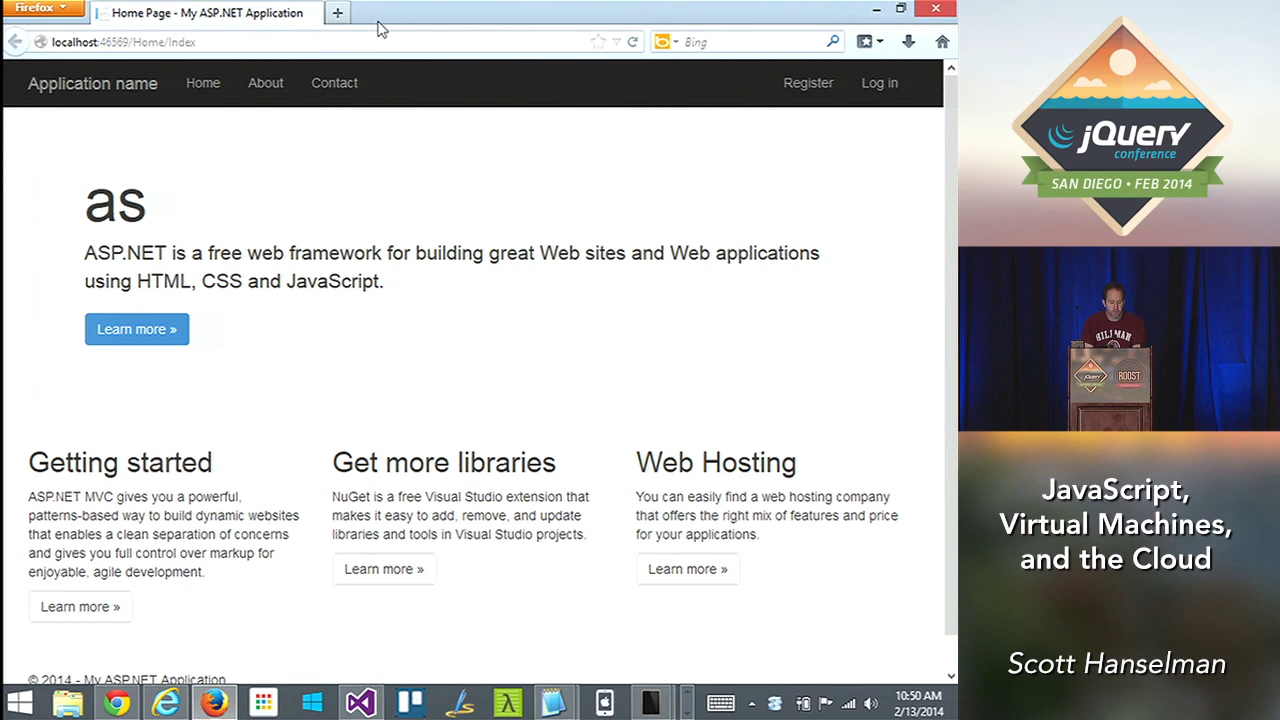 Firefox
Home Page - My ASP.NET Application
localhost:46569/Home/Index
Bing
Application name
Home
About
Contact
Register
Log in
as
ASP.NET is a free web framework for building great Web sites and Web applications
using HTML, CSS and JavaScript.
Learn more »
Getting started
ASP.NET MVC gives you a powerful,
patterns-based way to build dynamic websites
that enables a clean separation of concerns
and gives you full control over markup for
enjoyable, agile development.
Learn more »
Get more libraries
NuGet is a free Visual Studio extension that
makes it easy to add, remove, and update
libraries and tools in Visual Studio projects.
Learn more »
Web Hosting
You can easily find a web hosting company
that offers the right mix of features and price
for your applications.
Learn more »
© 2014 - My ASP.NET Application
10:50 AM
2/13/2014
jQuery
conference
SAN DIEGO • FEB 2014
HILLMAN
jQuery
ROOST
JavaScript,
Virtual Machines,
and the Cloud
Scott Hanselman